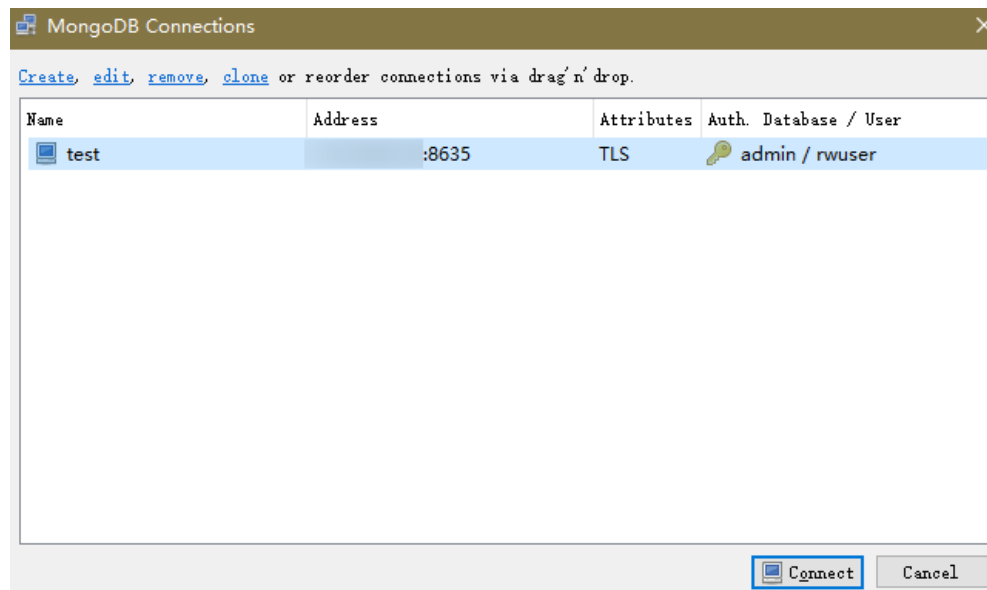 MongoDB Connections
Create, edit, remove, clone or reorder connections via drag'n'drop.
Name Address Attributes Auth. Database / User
test :8635 TLS admin / rwuser
Connect Cancel